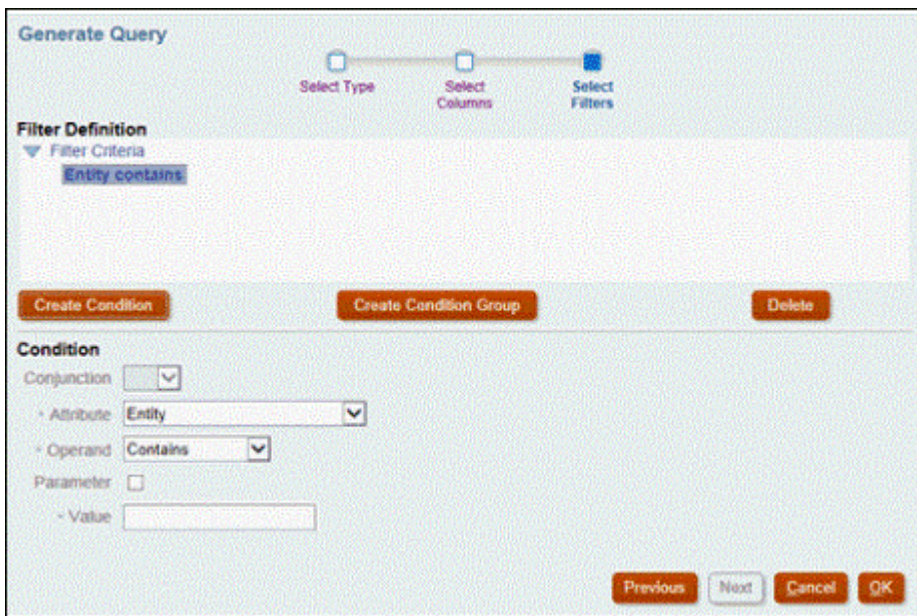 Generate Query
Select Type
Select Columns
Select Filters
Filter Definition
Filter Criteria
Entity contains
Create Condition
Create Condition Group
Delete
Condition
Conjunction
Attribute
Entity
Operand
Contains
Parameter
Value
Previous
Next
Cancel
OK